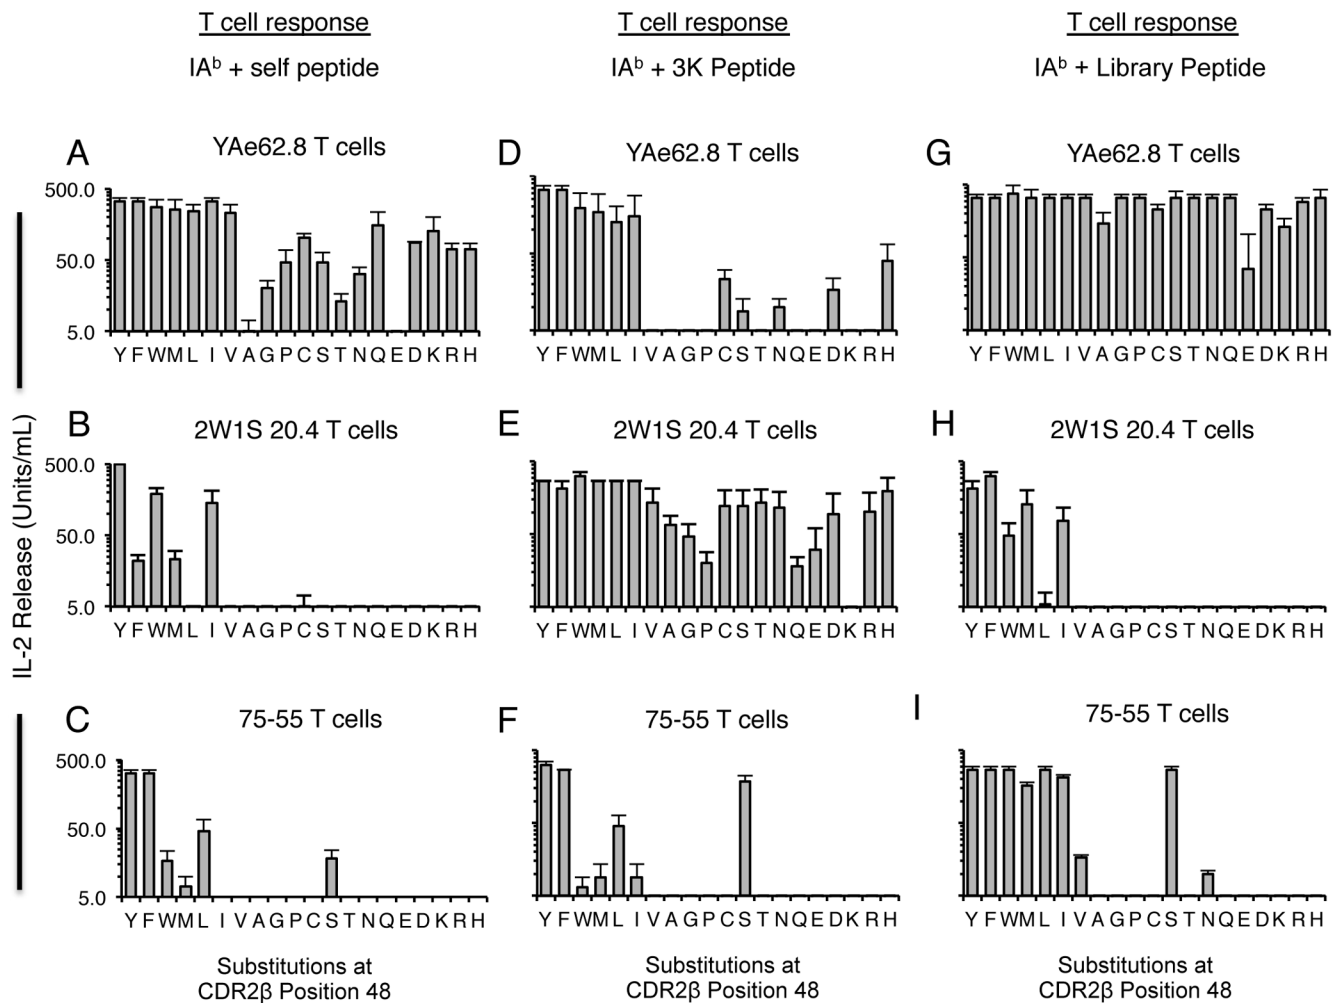 T cell response
IAᵇ + self peptide
T cell response
IAᵇ + 3K Peptide
T cell response
IAᵇ + Library Peptide
IL-2 Release (Units/mL)
A
YAe62.8 T cells
500.0
50.0
5.0
Y F W M L I V A G P C S T N Q E D K R H
D
YAe62.8 T cells
Y F W M L I V A G P C S T N Q E D K R H
G
YAe62.8 T cells
Y F W M L I V A G P C S T N Q E D K R H
B
2W1S 20.4 T cells
500.0
50.0
5.0
Y F W M L I V A G P C S T N Q E D K R H
E
2W1S 20.4 T cells
Y F W M L I V A G P C S T N Q E D K R H
H
2W1S 20.4 T cells
Y F W M L I V A G P C S T N Q E D K R H
C
75-55 T cells
500.0
50.0
5.0
Y F W M L I V A G P C S T N Q E D K R H
F
75-55 T cells
Y F W M L I V A G P C S T N Q E D K R H
I
75-55 T cells
Y F W M L I V A G P C S T N Q E D K R H
Substitutions at
CDR2β Position 48
Substitutions at
CDR2β Position 48
Substitutions at
CDR2β Position 48